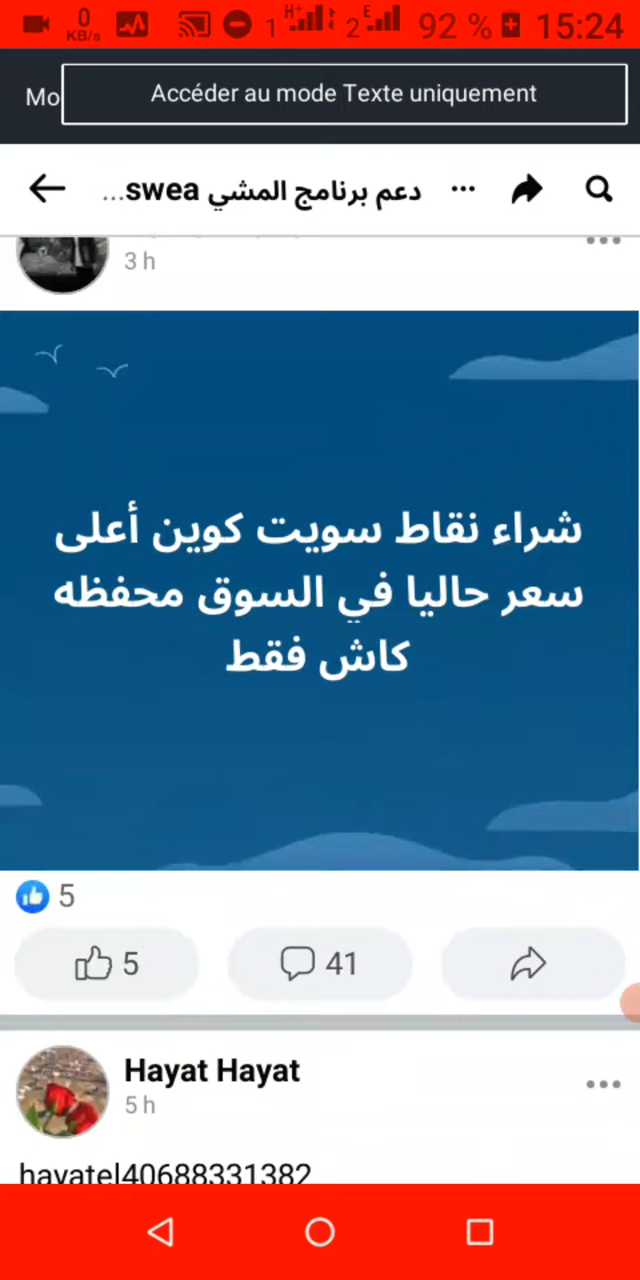 0 KB/s 1 H+ 2 E 92 % 15:24
Mo Accéder au mode Texte uniquement
دعم برنامج المشي swea...
3 h
شراء نقاط سويت كوين أعلى
سعر حاليا في السوق محفظه
كاش فقط
5
5 41
Hayat Hayat
5 h
hayatel40688331382